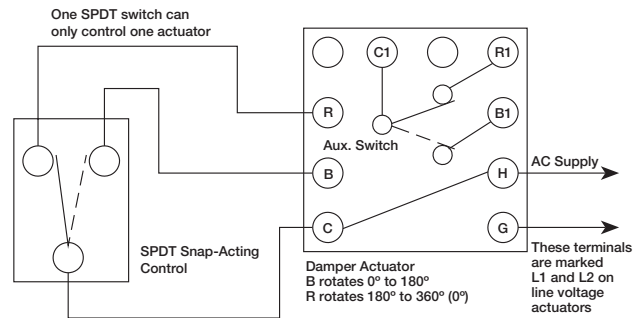 One SPDT switch can
only control one actuator
C1
R1
R
B1
Aux. Switch
B
H
AC Supply
C
G
SPDT Snap-Acting
Control
Damper Actuator
B rotates 0º to 180º
R rotates 180º to 360º (0º)
These terminals
are marked
L1 and L2 on
line voltage
actuators